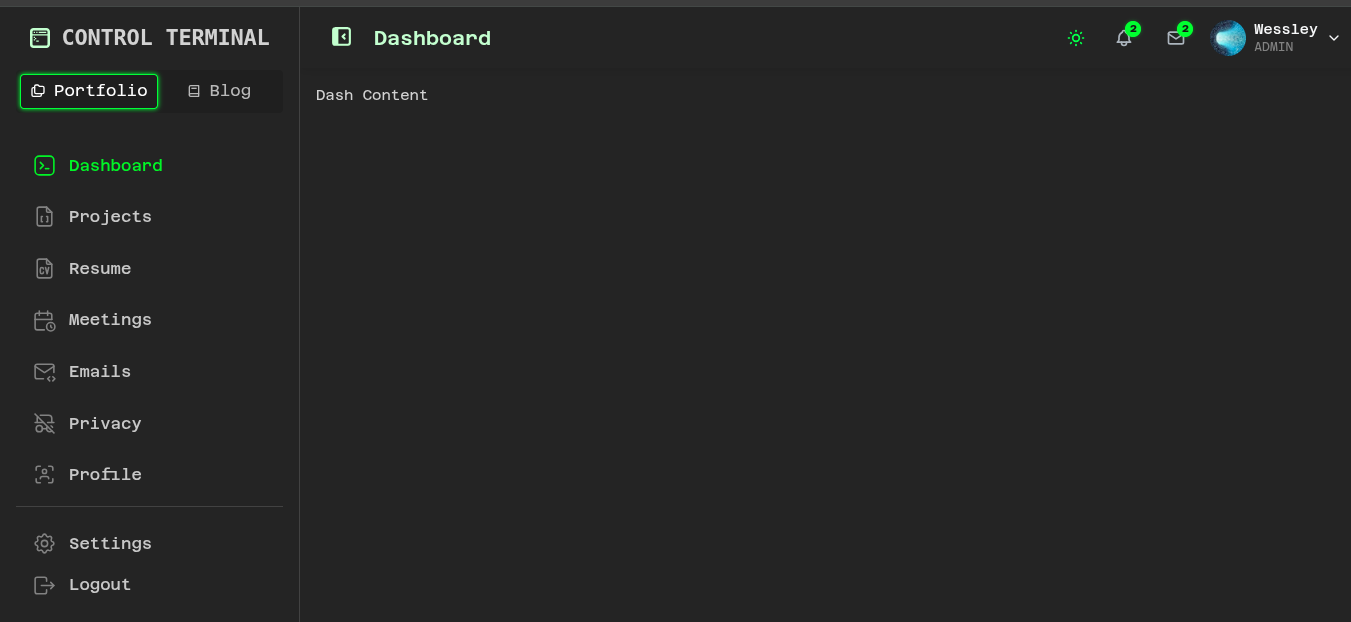 CONTROL TERMINAL
Dashboard
2
2
Wessley
ADMIN
Portfolio
Blog
Dash Content
Dashboard
Projects
CV
Resume
Meetings
Emails
Privacy
Profile
Settings
Logout